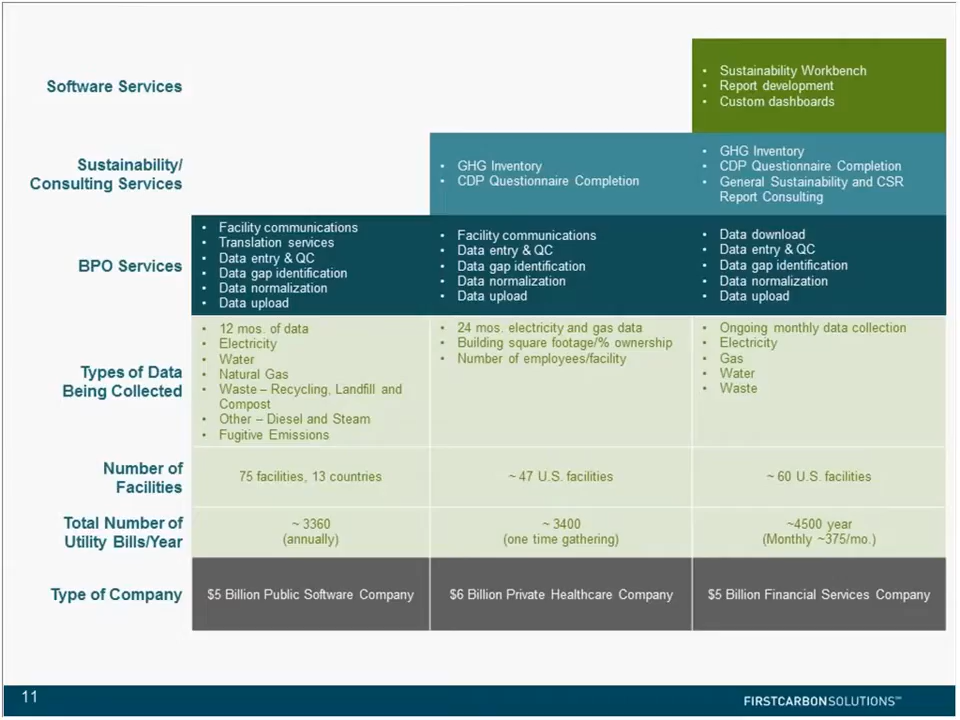 Software Services
• Sustainability Workbench
• Report development
• Custom dashboards
Sustainability/
Consulting Services
• GHG Inventory
• CDP Questionnaire Completion
• GHG Inventory
• CDP Questionnaire Completion
• General Sustainability and CSR
Report Consulting
BPO Services
• Facility communications
• Translation services
• Data entry & QC
• Data gap identification
• Data normalization
• Data upload
• Facility communications
• Data entry & QC
• Data gap identification
• Data normalization
• Data upload
• Data download
• Data entry & QC
• Data gap identification
• Data normalization
• Data upload
Types of Data
Being Collected
• 12 mos. of data
• Electricity
• Water
• Natural Gas
• Waste – Recycling, Landfill and
Compost
• Other – Diesel and Steam
• Fugitive Emissions
• 24 mos. electricity and gas data
• Building square footage/% ownership
• Number of employees/facility
• Ongoing monthly data collection
• Electricity
• Gas
• Water
• Waste
Number of
Facilities
75 facilities, 13 countries
~ 47 U.S. facilities
~ 60 U.S. facilities
Total Number of
Utility Bills/Year
~ 3360
(annually)
~ 3400
(one time gathering)
~4500 year
(Monthly ~375/mo.)
Type of Company
$5 Billion Public Software Company
$6 Billion Private Healthcare Company
$5 Billion Financial Services Company
11
FIRSTCARBONSOLUTIONS℠